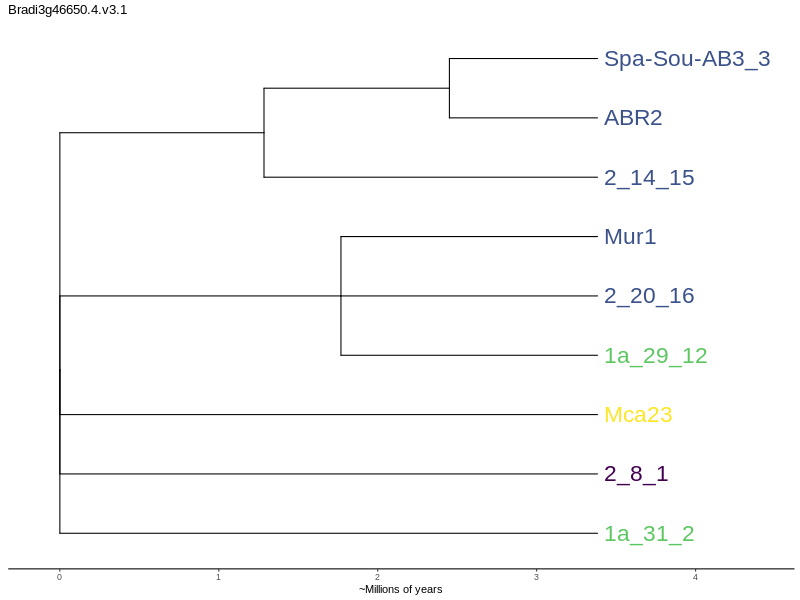 Bradi3g46650.4.v3.1
Spa-Sou-AB3_3
ABR2
2_14_15
Mur1
2_20_16
1a_29_12
Mca23
2_8_1
1a_31_2
0 1 2 3 4
~Millions of years